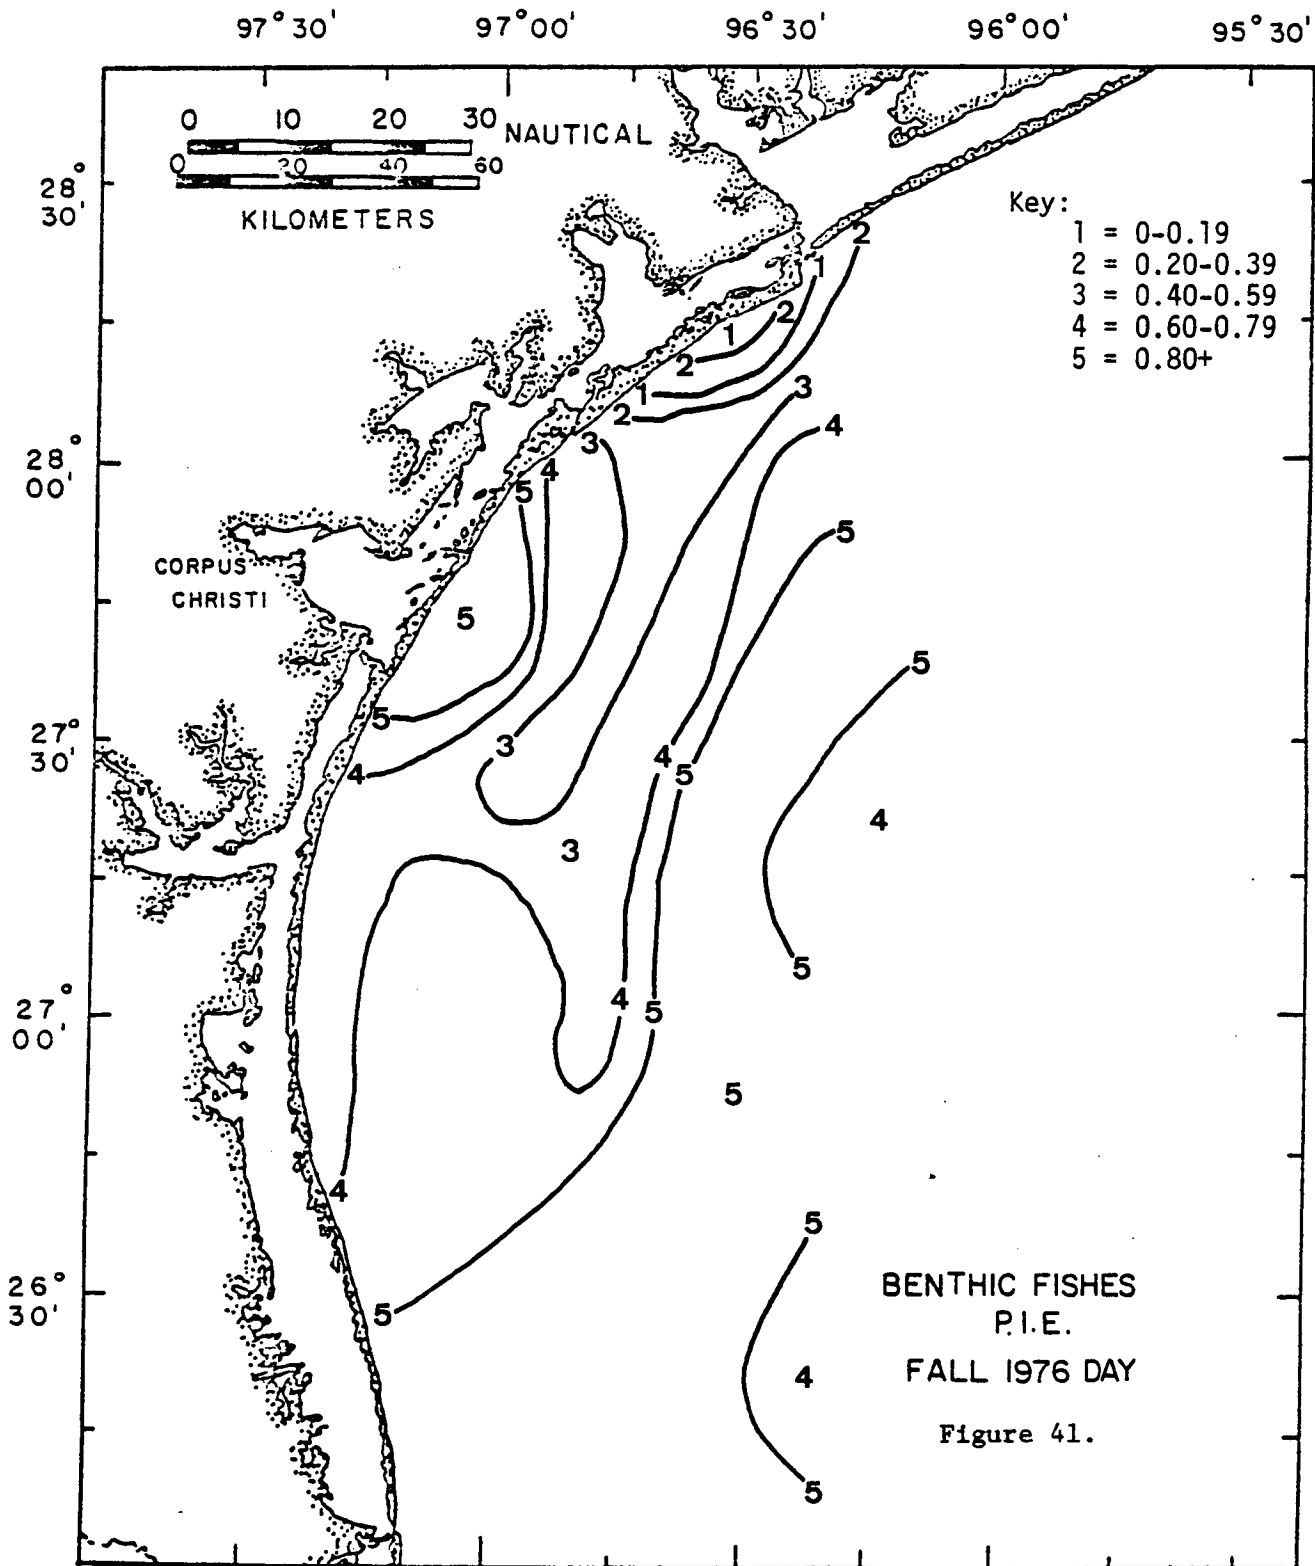 97°30' 97°00' 96°30' 96°00' 95°30'
0 10 20 30 NAUTICAL
0 20 40 60
KILOMETERS
28°
30'
Key:
1 = 0-0.19
2 = 0.20-0.39
3 = 0.40-0.59
4 = 0.60-0.79
5 = 0.80+
2
1
2
1
2
1
2
3
3
4
28°
00'
4
5
5
CORPUS
CHRISTI
5
5
5
27°
30'
3
4
4
5
4
3
5
27°
00'
4
5
5
4
5
26°
30'
5
BENTHIC FISHES
P.I.E.
FALL 1976 DAY
4
Figure 41.
5